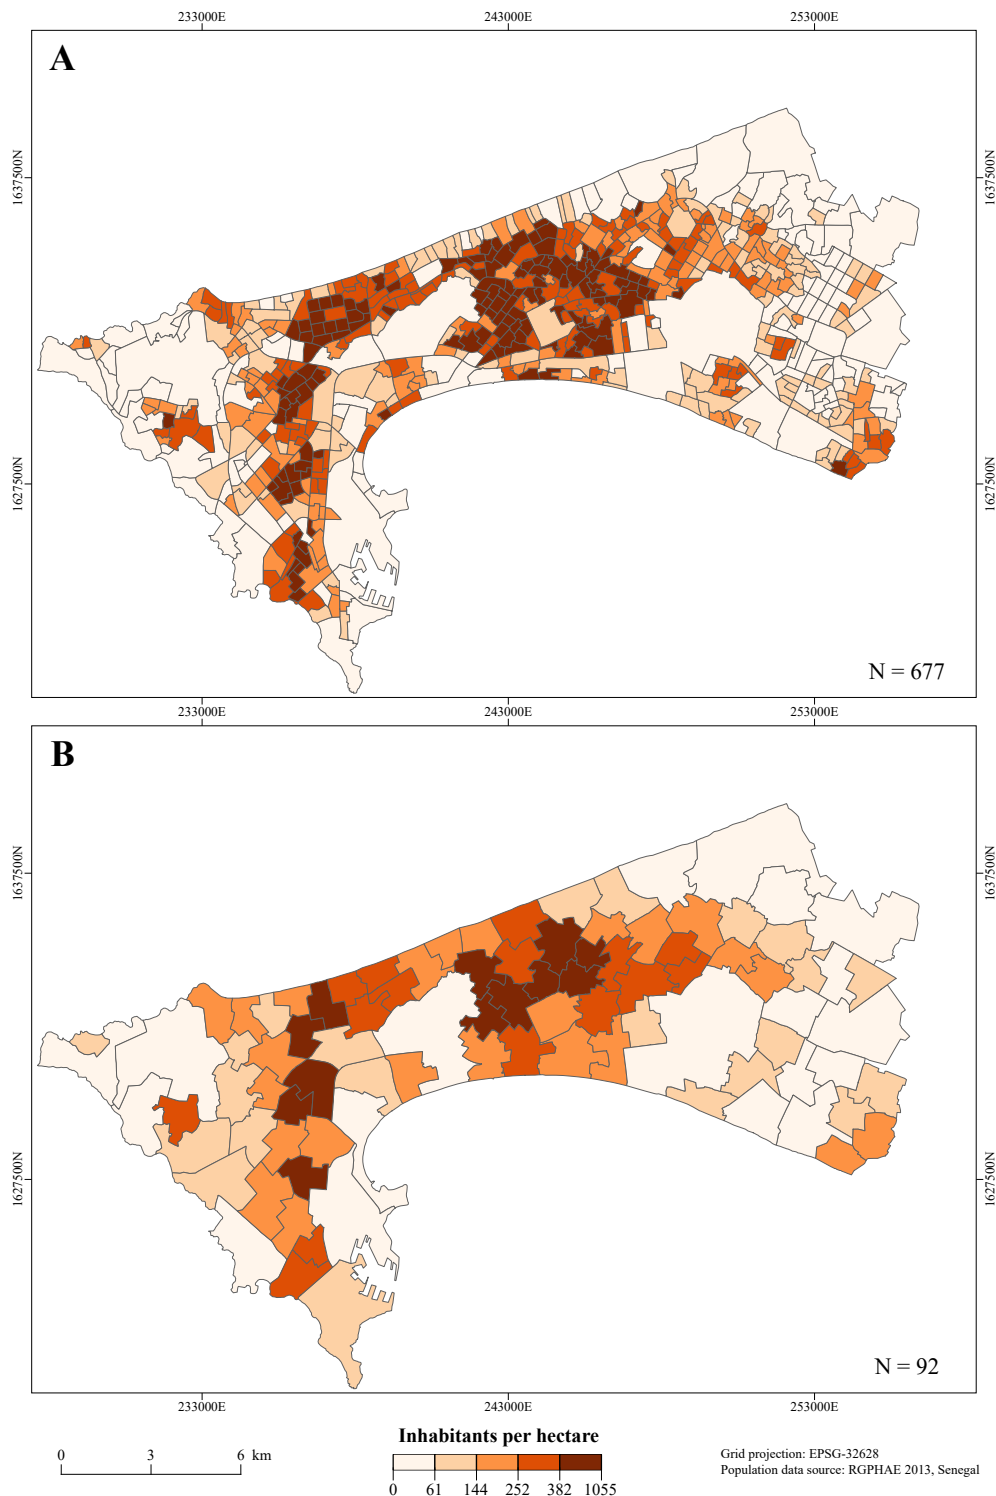 233000E 243000E 253000E
A
1637500N 1637500N
1627500N 1627500N
N = 677
233000E 243000E 253000E
B
1637500N 1637500N
1627500N 1627500N
N = 92
233000E 243000E 253000E
Inhabitants per hectare
0 3 6 km
0 61 144 252 382 1055
Grid projection: EPSG-32628
Population data source: RGPHAE 2013, Senegal